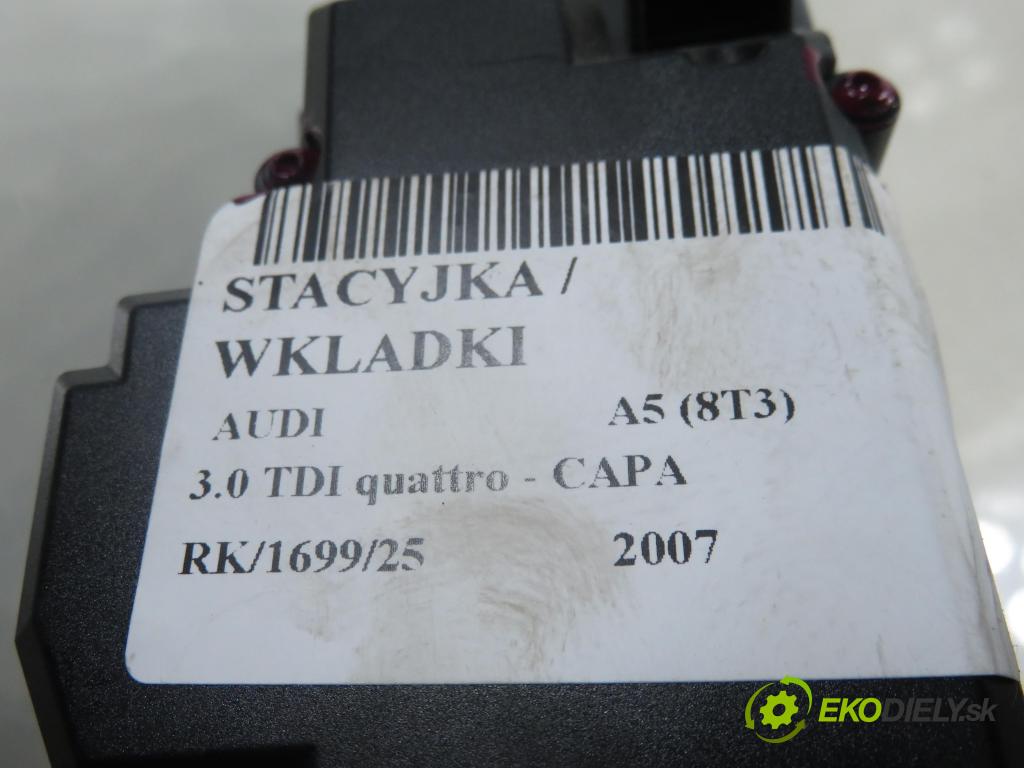 STACYJKA /
WKLADKI
AUDI A5 (8T3)
3.0 TDI quattro - CAPA
RK/1699/25 2007
EKODIELY.sk